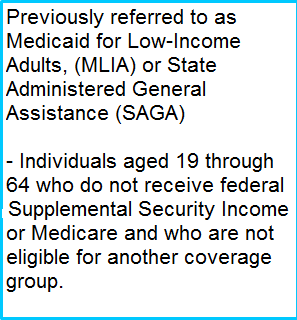 Previously referred to as
Medicaid for Low-Income
Adults, (MLIA) or State
Administered General
Assistance (SAGA)
- Individuals aged 19 through
64 who do not receive federal
Supplemental Security Income
or Medicare and who are not
eligible for another coverage
group.